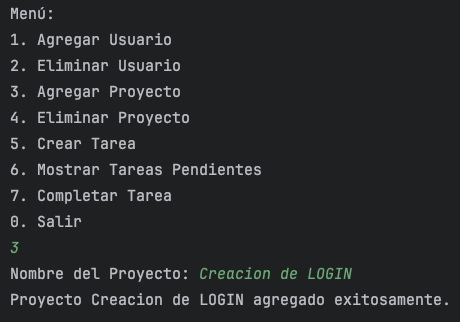 Menú:
1. Agregar Usuario
2. Eliminar Usuario
3. Agregar Proyecto
4. Eliminar Proyecto
5. Crear Tarea
6. Mostrar Tareas Pendientes
7. Completar Tarea
0. Salir
3
Nombre del Proyecto: Creacion de LOGIN
Proyecto Creacion de LOGIN agregado exitosamente.